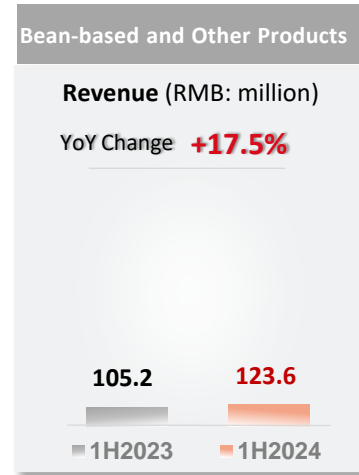 Bean-based and Other Products
Revenue (RMB: million)
YoY Change +17.5%
105.2 123.6
1H2023 1H2024